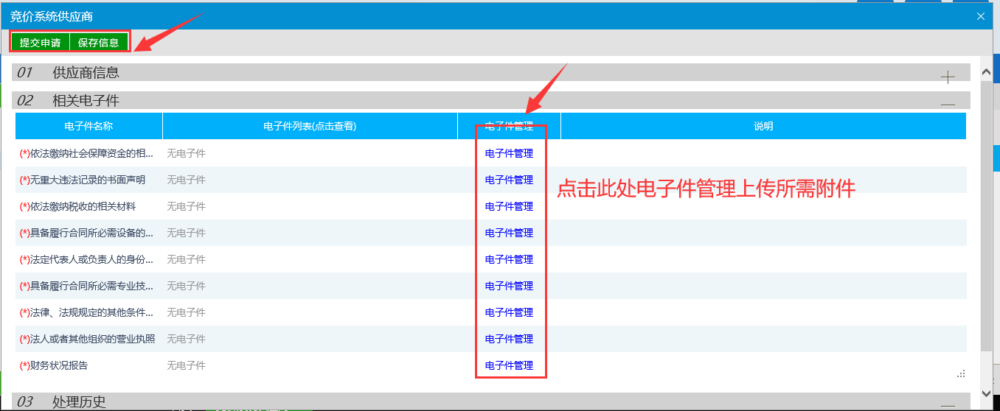 竞价系统供应商
提交申请 保存信息
01 供应商信息
02 相关电子件
电子件名称 电子件列表(点击查看) 电子件管理 说明
(*)依法缴纳社会保障资金的相... 无电子件 电子件管理
(*)无重大违法记录的书面声明 无电子件 电子件管理
点击此处电子件管理上传所需附件
(*)依法缴纳税收的相关材料 无电子件 电子件管理
(*)具备履行合同所必需设备的... 无电子件 电子件管理
(*)法定代表人或负责人的身份... 无电子件 电子件管理
(*)具备履行合同所必需专业技... 无电子件 电子件管理
(*)法律、法规规定的其他条件... 无电子件 电子件管理
(*)法人或者其他组织的营业执照 无电子件 电子件管理
(*)财务状况报告 无电子件 电子件管理
03 处理历史